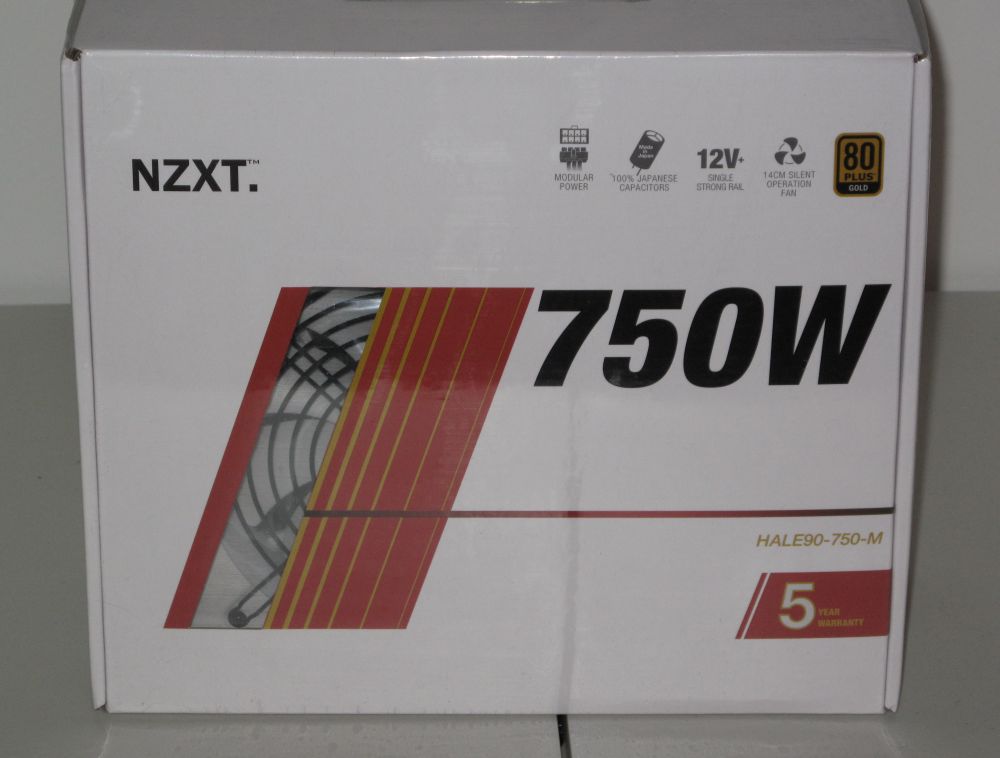 NZXT.™
MODULAR
POWER
Made
in
Japan
100% JAPANESE
CAPACITORS
12V+
SINGLE
STRONG RAIL
14CM SILENT
OPERATION
FAN
80
PLUS
GOLD
750W
HALE90-750-M
5 YEAR
WARRANTY